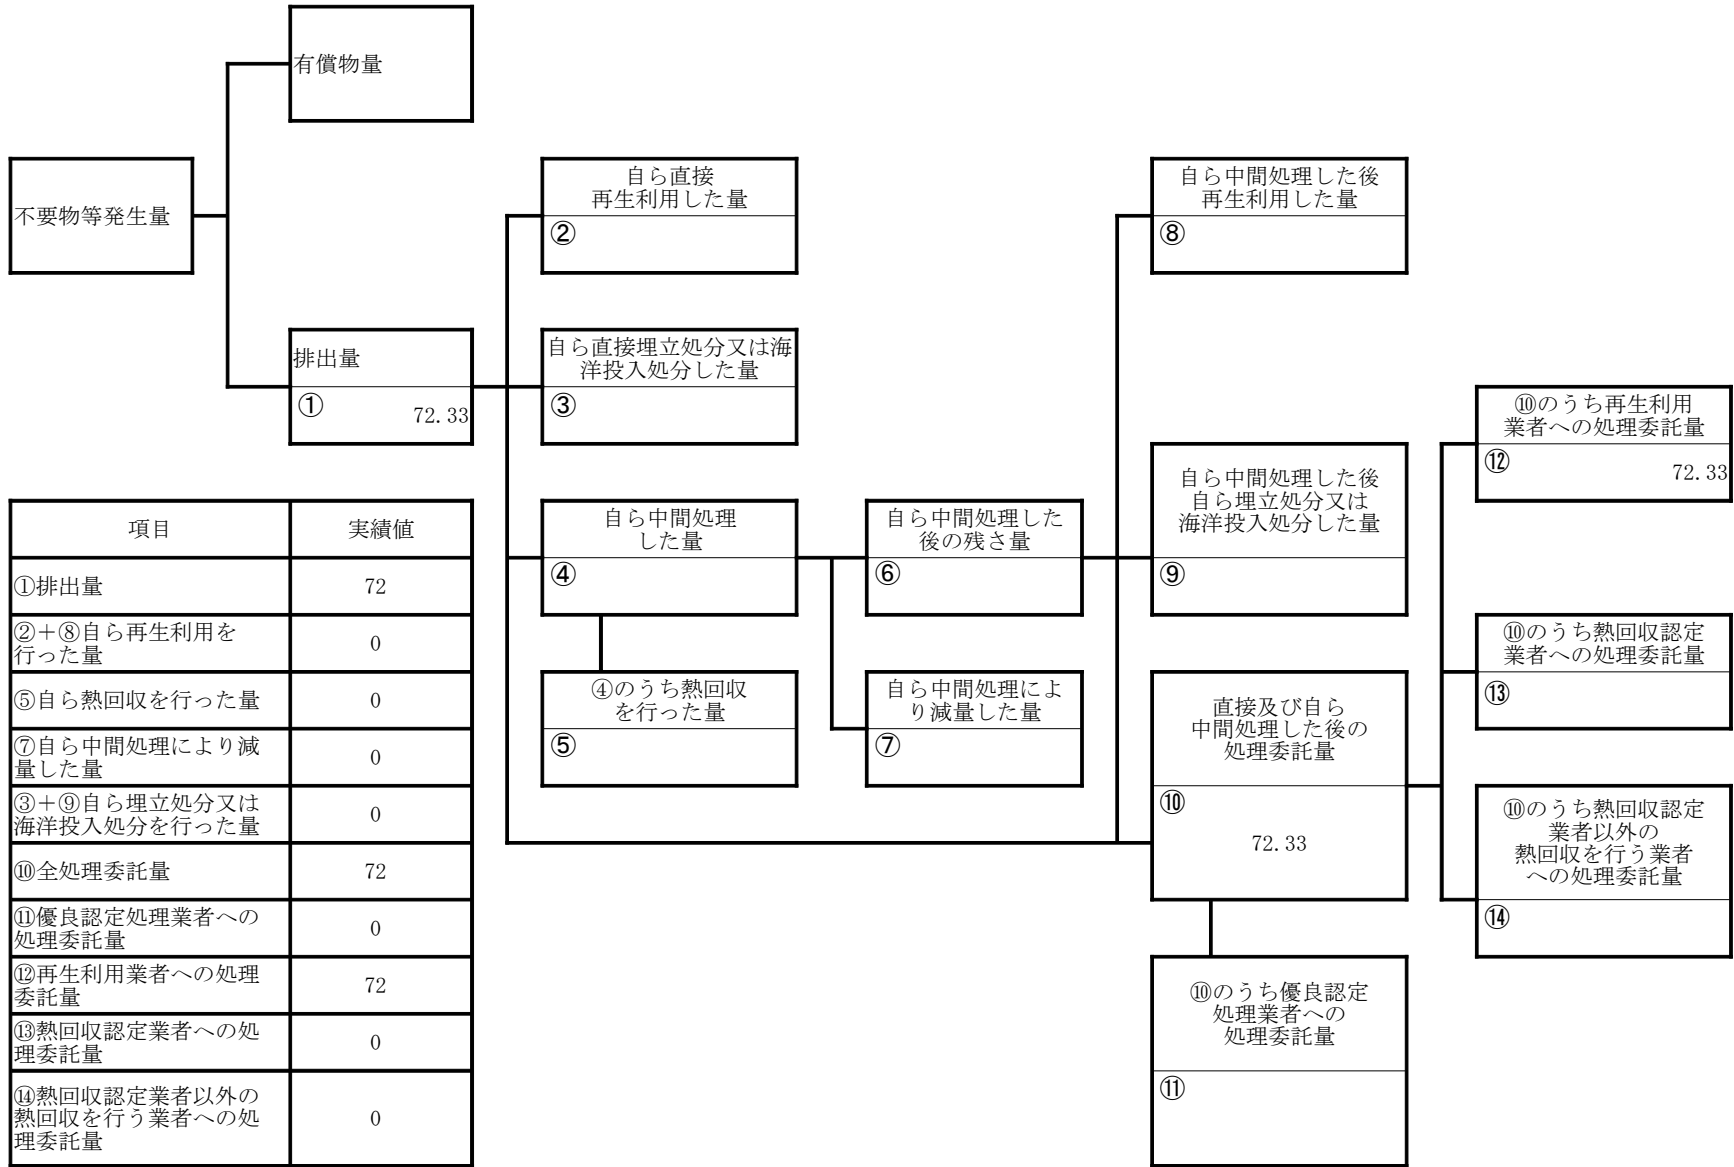 有償物量
不要物等発生量
排出量
①
72.33
自ら直接
再生利用した量
②
自ら直接埋立処分又は海
洋投入処分した量
③
自ら中間処理
した量
④
④のうち熱回収
を行った量
⑤
自ら中間処理した
後の残さ量
⑥
自ら中間処理によ
り減量した量
⑦
自ら中間処理した後
再生利用した量
⑧
自ら中間処理した後
自ら埋立処分又は
海洋投入処分した量
⑨
直接及び自ら
中間処理した後の
処理委託量
⑩
72.33
⑩のうち優良認定
処理業者への
処理委託量
⑪
⑩のうち再生利用
業者への処理委託量
⑫
72.33
⑩のうち熱回収認定
業者への処理委託量
⑬
⑩のうち熱回収認定
業者以外の
熱回収を行う業者
への処理委託量
⑭
項目 実績値
①排出量 72
②+⑧自ら再生利用を
行った量 0
⑤自ら熱回収を行った量 0
⑦自ら中間処理により減
量した量 0
③+⑨自ら埋立処分又は
海洋投入処分を行った量 0
⑩全処理委託量 72
⑪優良認定処理業者への
処理委託量 0
⑫再生利用業者への処理
委託量 72
⑬熱回収認定業者への処
理委託量 0
⑭熱回収認定業者以外の
熱回収を行う業者への処
理委託量 0